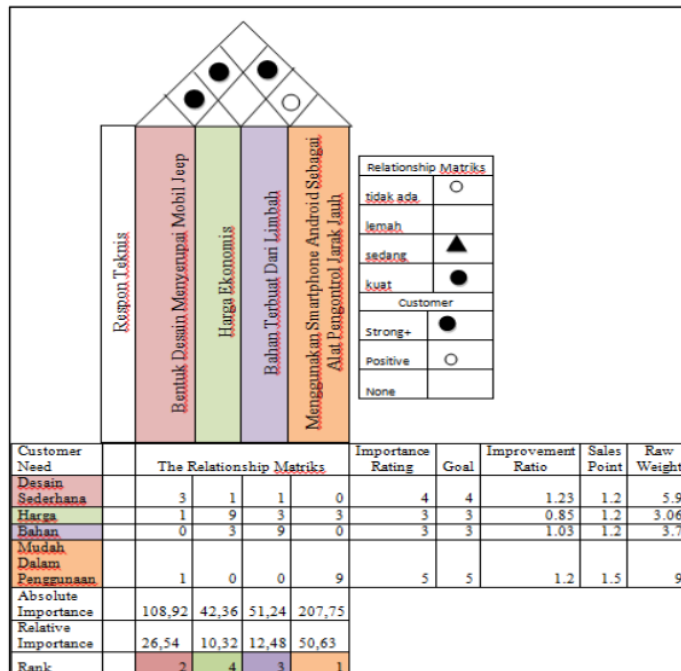 Respon Teknis
Bentuk Desain Menyerupai Mobil Jeep
Harga Ekonomis
Bahan Terbuat Dari Limbah
Menggunakan Smartphone Android Sebagai
Alat Pengontrol Jarak Jauh
Relationship Matriks
tidak ada
lemah
sedang
kuat
Customer
Strong+
Positive
None
Customer
Need
The Relationship Matriks
Importance
Rating
Goal
Improvement
Ratio
Sales
Point
Raw
Weight
Desain
Sederhana 3 1 1 0 4 4 1.23 1.2 5.9
Harga 1 9 3 3 3 3 0.85 1.2 3.06
Bahan 0 3 9 0 3 3 1.03 1.2 3.7
Mudah
Dalam
Penggunaan 1 0 0 9 5 5 1.2 1.5 9
Absolute
Importance 108,92 42,36 51,24 207,75
Relative
Importance 26,54 10,32 12,48 50,63
Rank 2 4 3 1